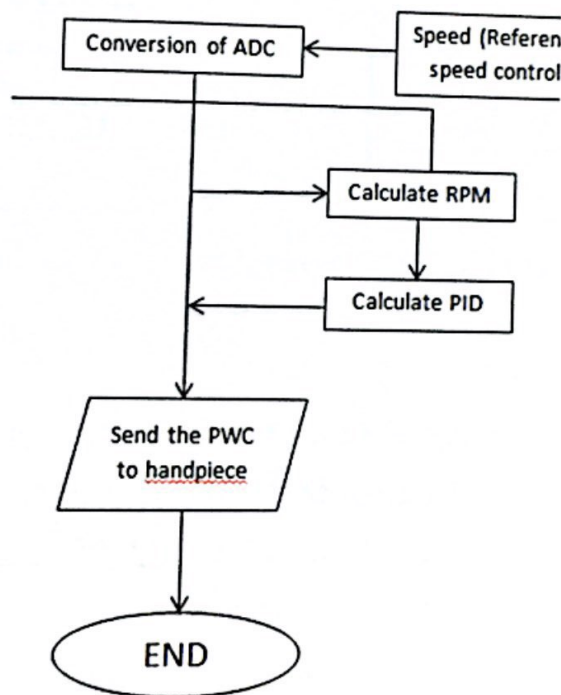 Conversion of ADC
Speed (Referen
speed control
Calculate RPM
Calculate PID
Send the PWC
to handpiece
END